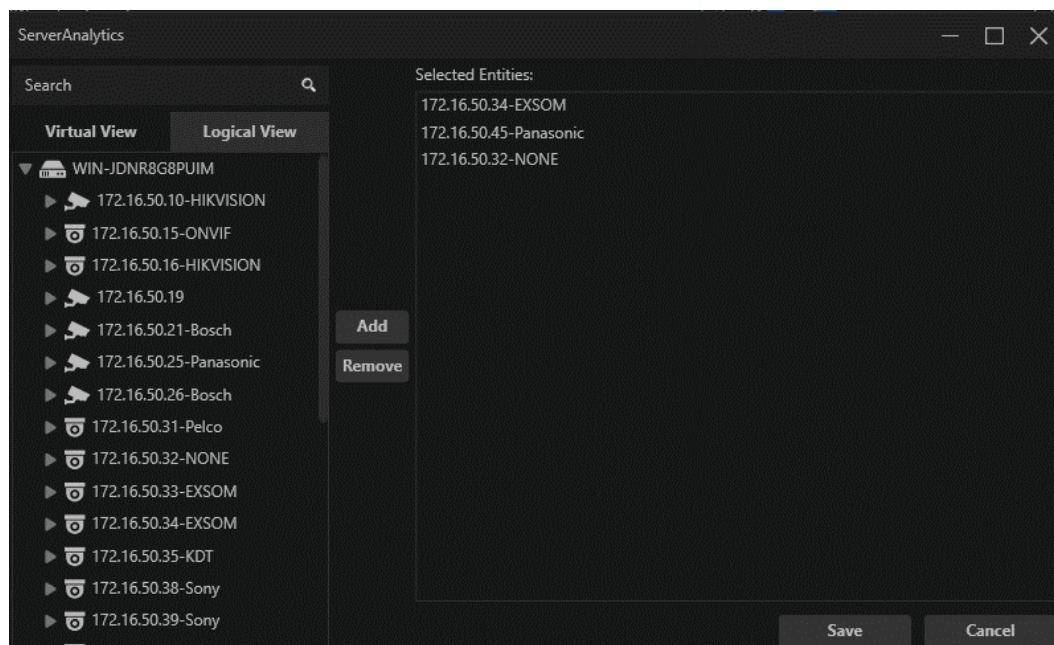 ServerAnalytics
Search
Virtual View
Logical View
WIN-JDNR8G8PUIM
172.16.50.10-HIKVISION
172.16.50.15-ONVIF
172.16.50.16-HIKVISION
172.16.50.19
172.16.50.21-Bosch
172.16.50.25-Panasonic
172.16.50.26-Bosch
172.16.50.31-Pelco
172.16.50.32-NONE
172.16.50.33-EXSOM
172.16.50.34-EXSOM
172.16.50.35-KDT
172.16.50.38-Sony
172.16.50.39-Sony
Add
Remove
Selected Entities:
172.16.50.34-EXSOM
172.16.50.45-Panasonic
172.16.50.32-NONE
Save
Cancel